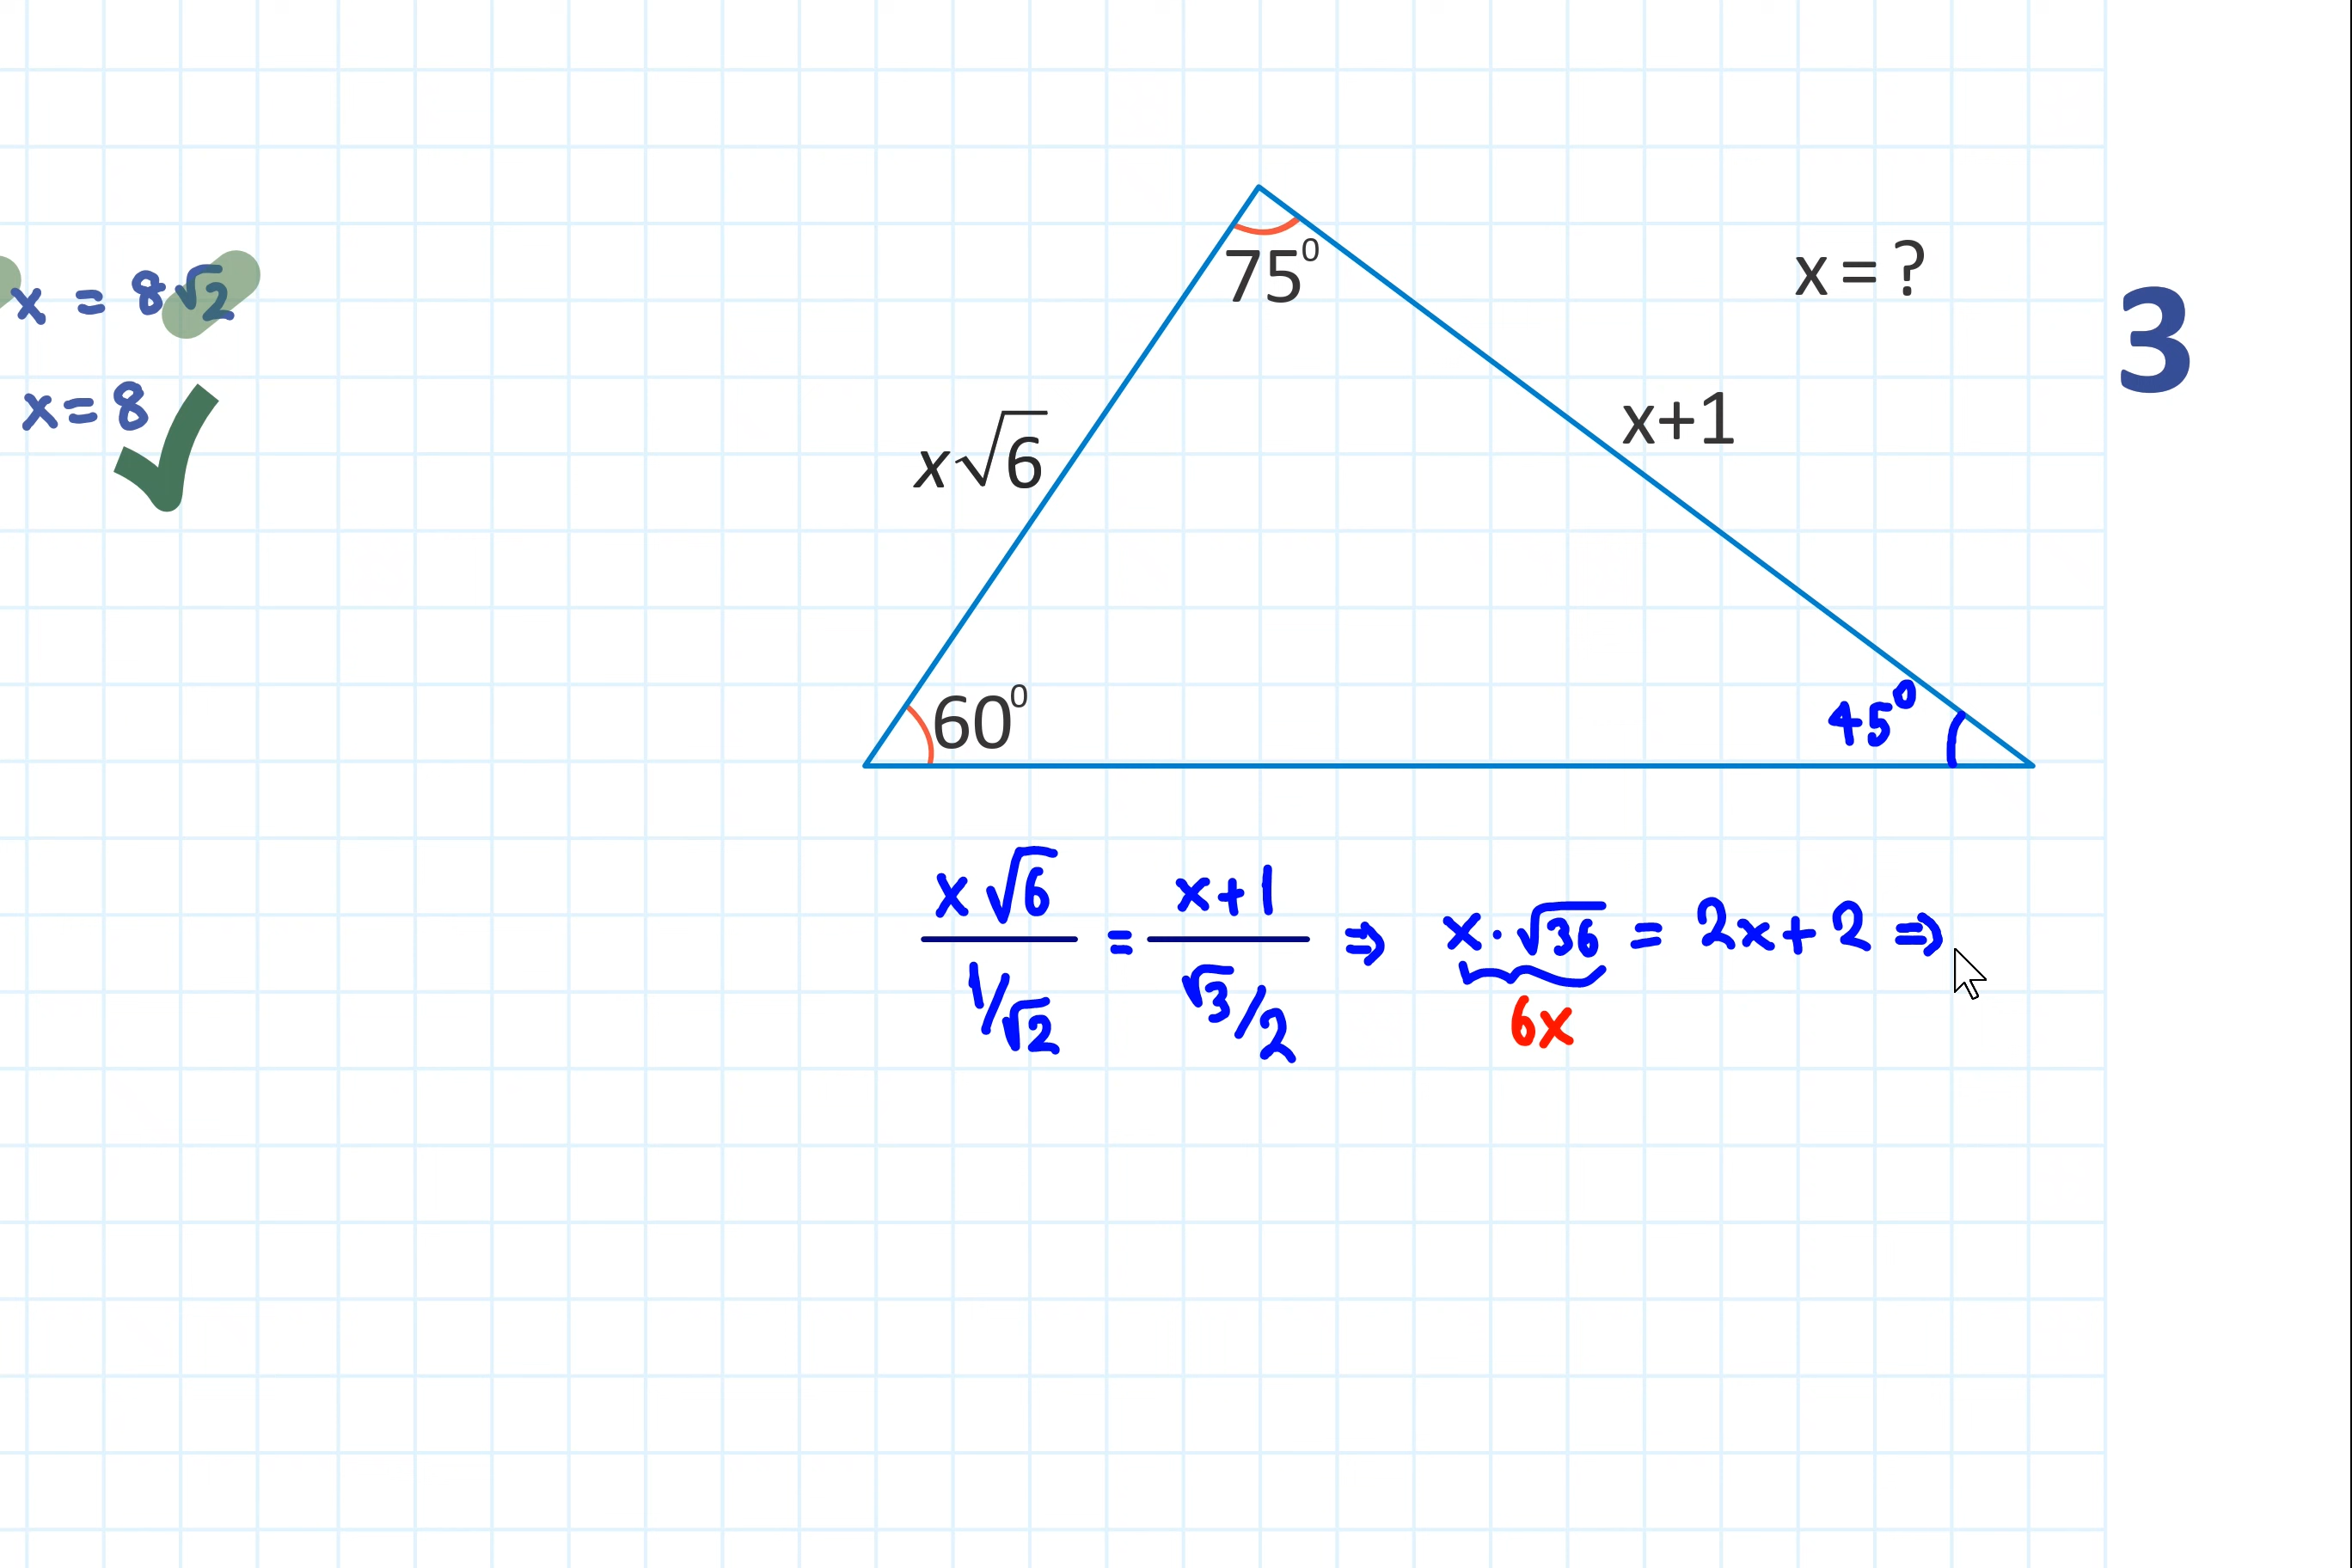 75⁰
x = ?
x = 8√2
3
x = 8
x√6
x+1
60⁰
45⁰
x√6 / (1/√2) = x+1 / (√3/2) ⇒ x · √36 = 2x + 2 ⇒
6x